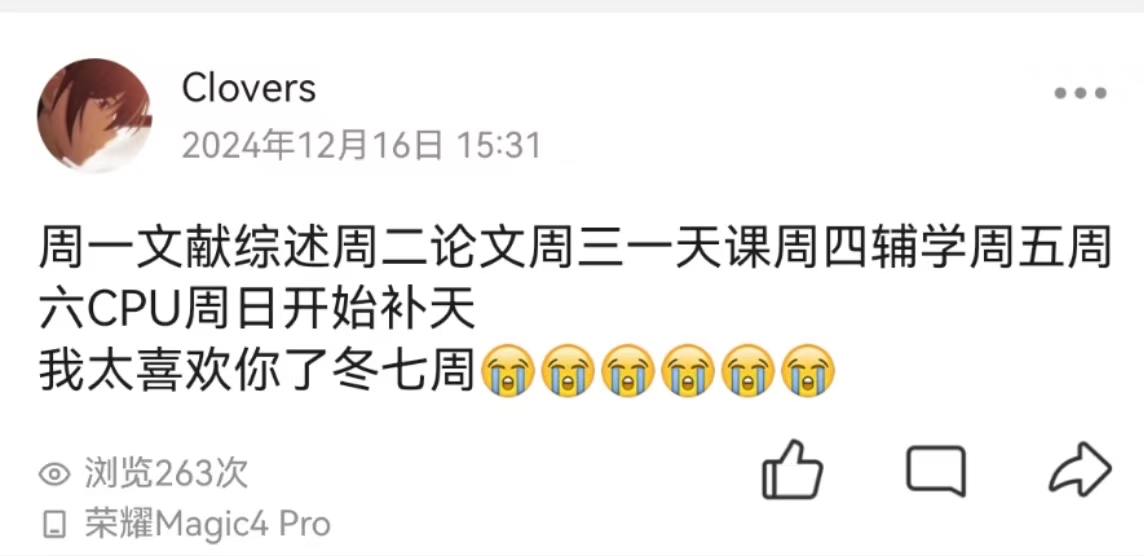 Clovers
2024年12月16日 15:31
周一文献综述周二论文周三一天课周四辅学周五周
六CPU周日开始补天
我太喜欢你了冬七周😭😭😭😭😭😭
浏览263次
荣耀Magic4 Pro